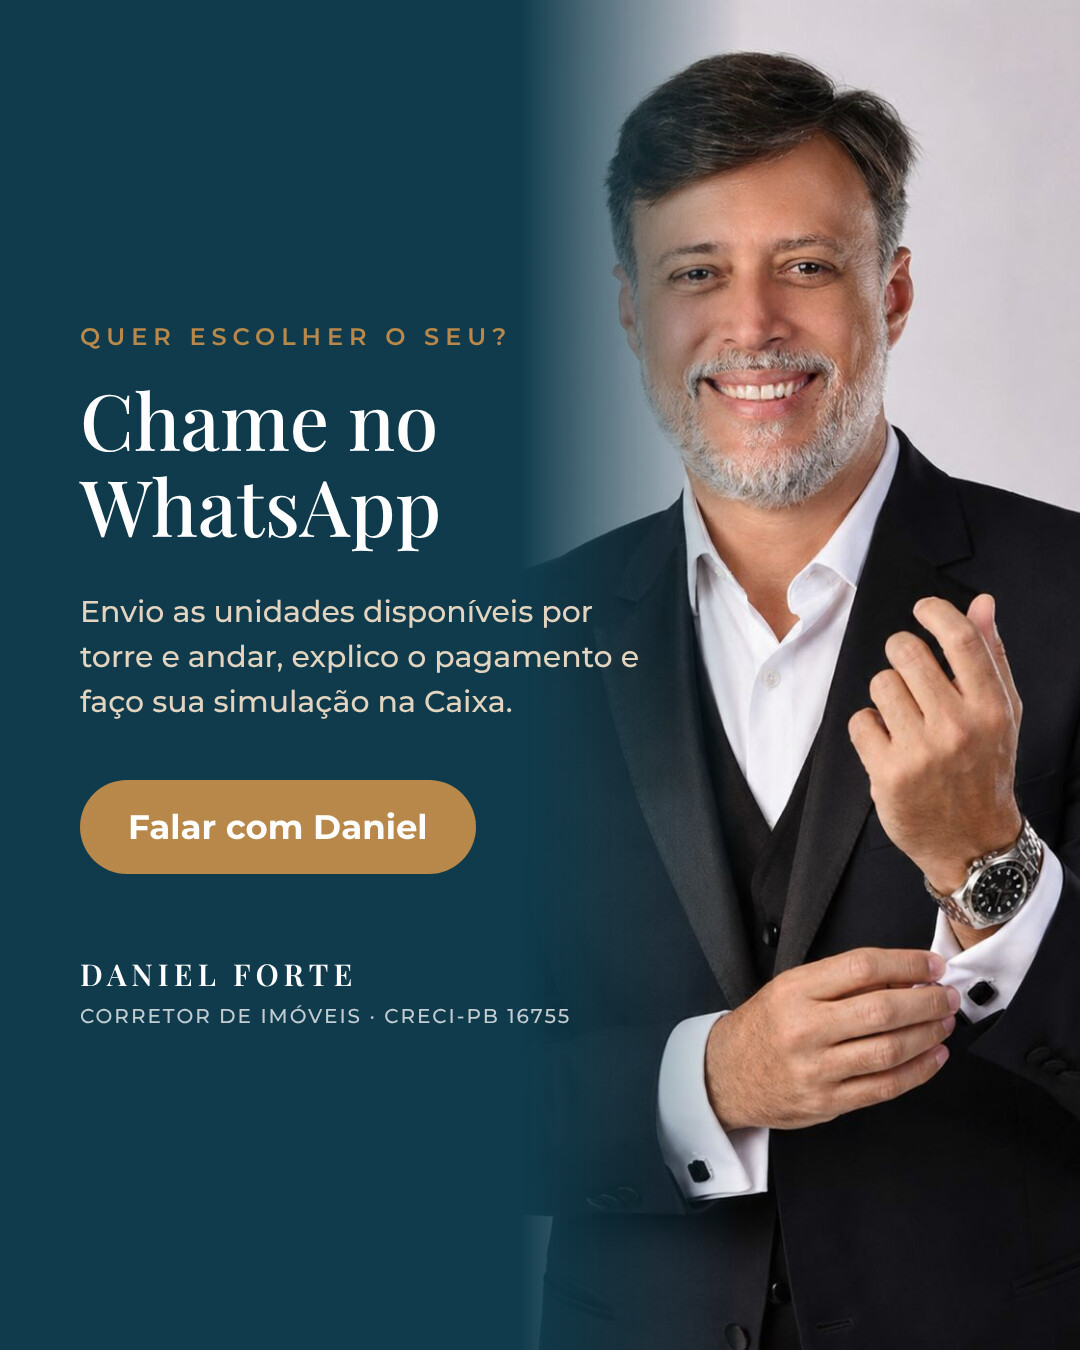 QUER ESCOLHER O SEU?
Chame no
WhatsApp
Envio as unidades disponíveis por
torre e andar, explico o pagamento e
faço sua simulação na Caixa.
Falar com Daniel
DANIEL FORTE
CORRETOR DE IMÓVEIS · CRECI-PB 16755